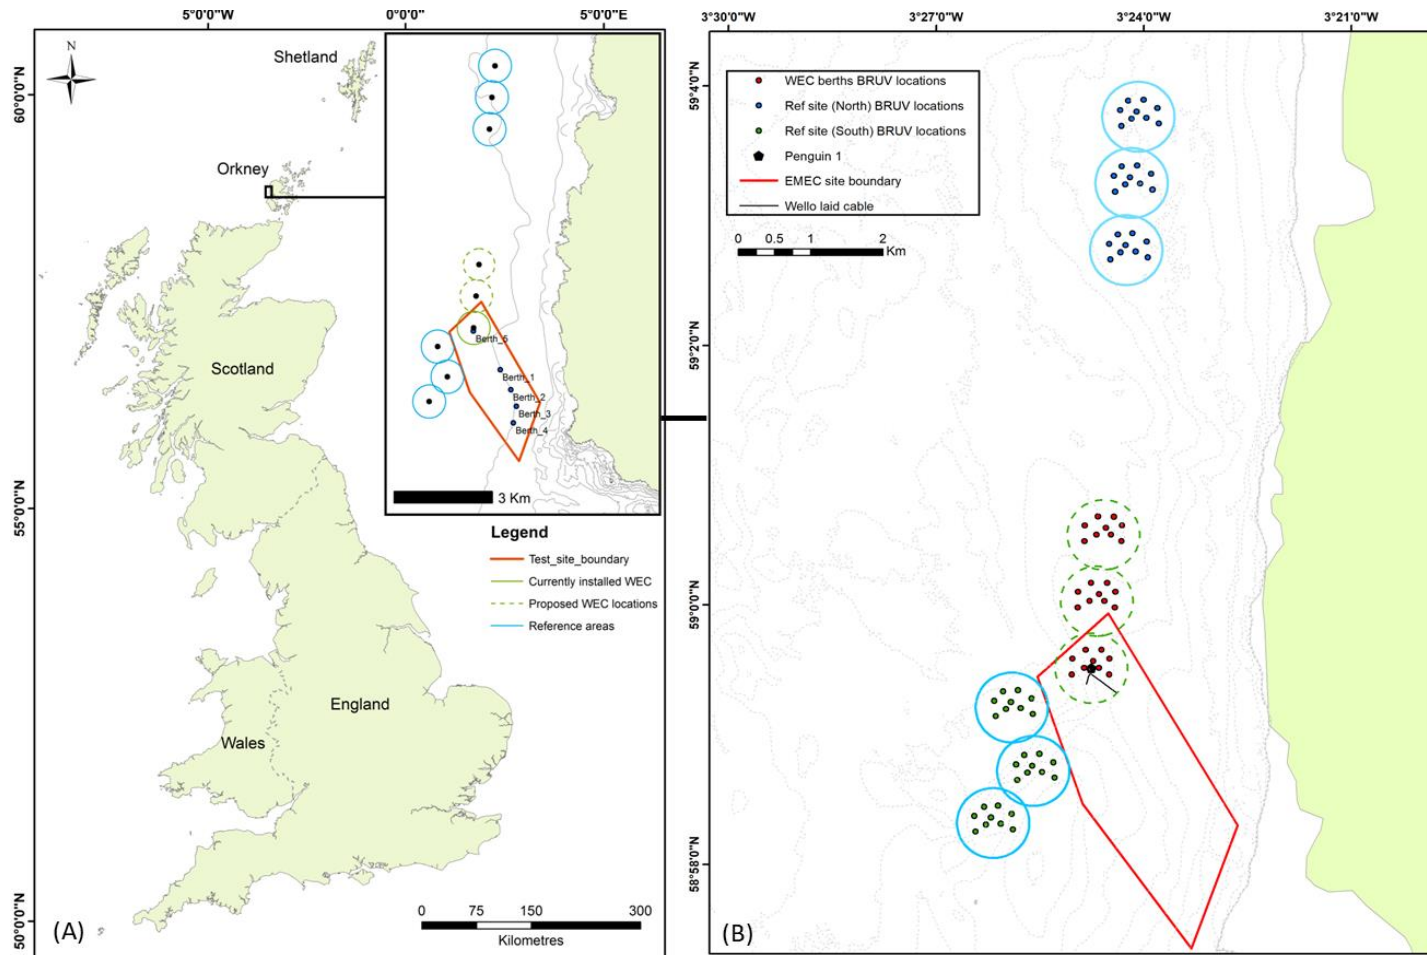 5°0'0"W
0°0'0"
5°0'0"E
3°30'0"W
3°27'0"W
3°24'0"W
3°21'0"W
N
Shetland
60°0'0"N
Orkney
Scotland
55°0'0"N
England
Wales
50°0'0"N
(A)
Berth_5
Berth_1
Berth_2
Berth_3
Berth_4
3 Km
Legend
Test_site_boundary
Currently installed WEC
Proposed WEC locations
Reference areas
0 75 150 300
Kilometres
WEC berths BRUV locations
Ref site (North) BRUV locations
Ref site (South) BRUV locations
Penguin 1
EMEC site boundary
Wello laid cable
0 0.5 1 2
Km
59°4'0"N
59°2'0"N
59°0'0"N
58°58'0"N
(B)